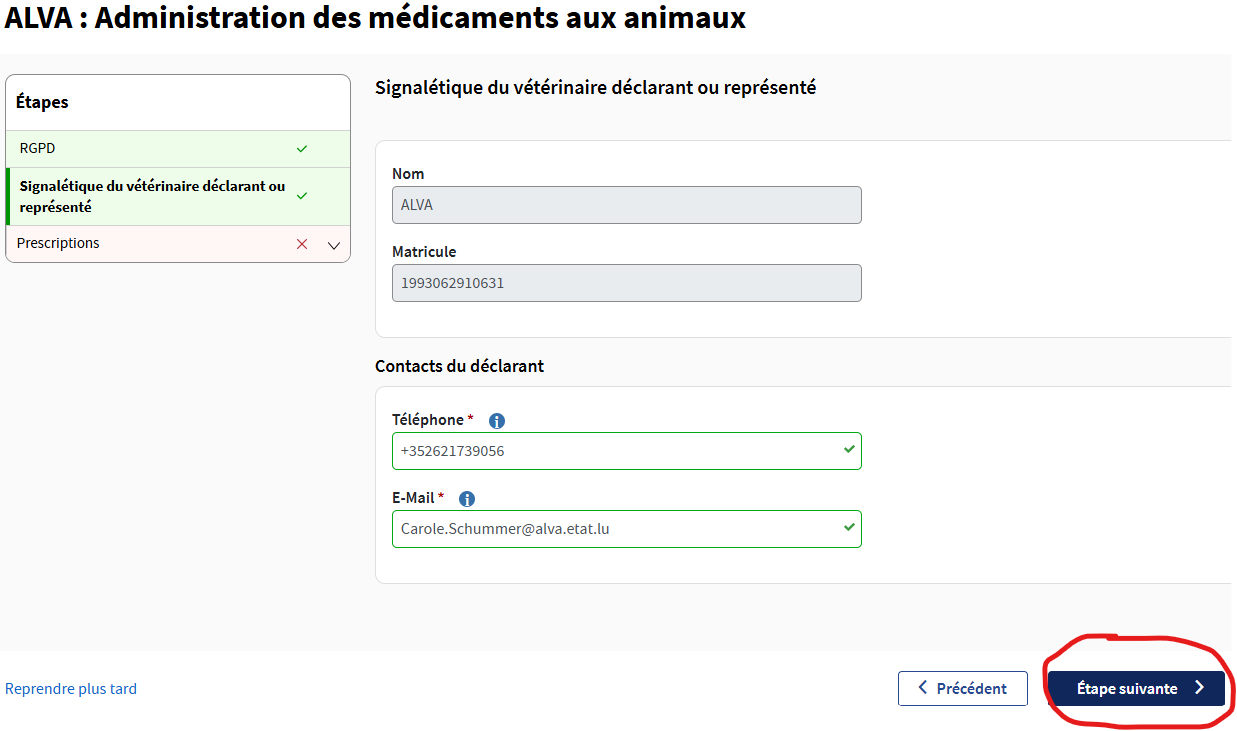 ALVA : Administration des médicaments aux animaux
Étapes
RGPD
Signalétique du vétérinaire déclarant ou
représenté
Prescriptions
Signalétique du vétérinaire déclarant ou représenté
Nom
ALVA
Matricule
1993062910631
Contacts du déclarant
Téléphone *
+352621739056
E-Mail *
Carole.Schummer@alva.etat.lu
Reprendre plus tard
Précédent
Étape suivante